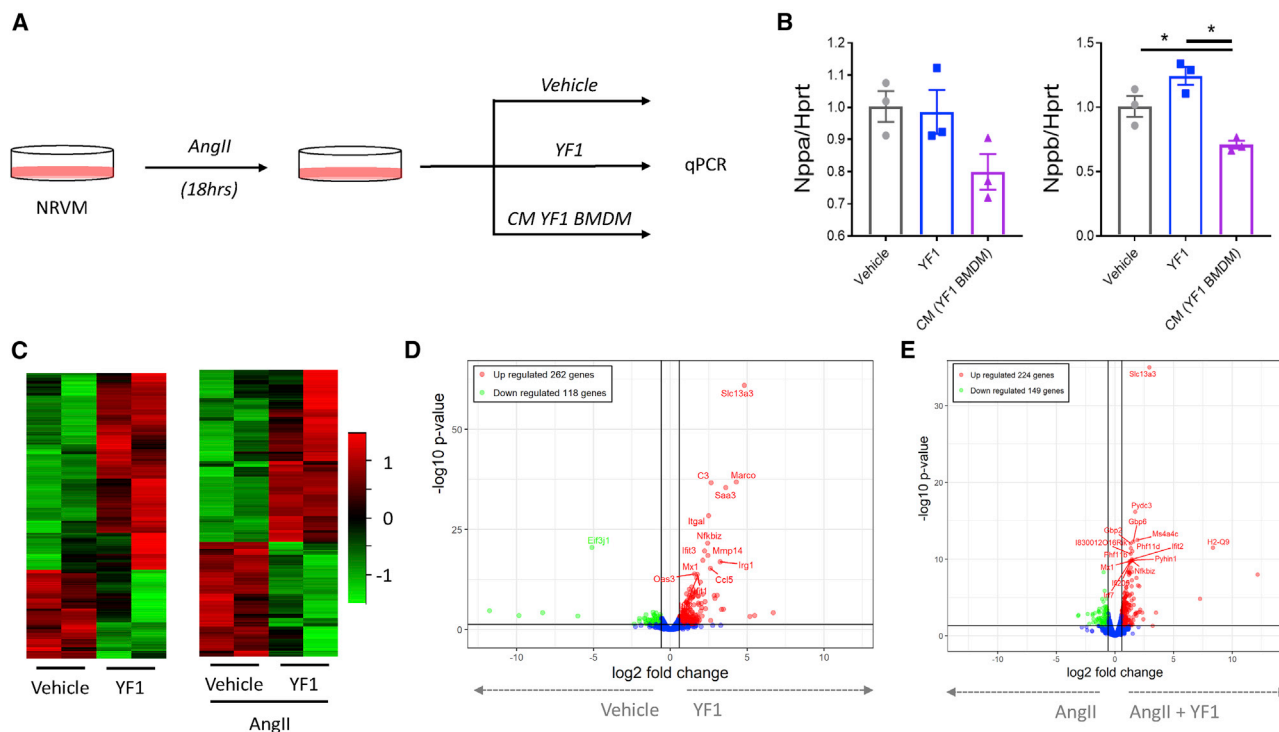 A
NRVM
AngII
(18hrs)
Vehicle
YF1
CM YF1 BMDM
qPCR
B
Nppa/Hprt
1.2
1.1
1.0
0.9
0.8
0.7
0.6
Vehicle
YF1
CM (YF1 BMDM)
Nppb/Hprt
1.5
1.0
0.5
0.0
* *
Vehicle
YF1
CM (YF1 BMDM)
C
Vehicle YF1
Vehicle YF1
AngII
1
0
-1
D
Up regulated 262 genes
Down regulated 118 genes
-log10 p-value
50
25
0
Slc13a3
C3
Marco
Saa3
Itgal
Eif3j1
Nfkbiz
Ifit3
Mmp14
Mx1
Irg1
Oas3
Ccl5
-10 -5 0 5 10
log2 fold change
Vehicle YF1
E
Up regulated 224 genes
Down regulated 149 genes
-log10 p-value
30
20
10
0
Slc13a3
Pydc3
Gbp6
Gbp2
Ms4a4c
I830012O16Rik
Phf11d
Ifit2
H2-Q9
Phf11b
Pyhin1
Mx1
Nfkbiz
-10 -5 0 5 10
log2 fold change
AngII AngII + YF1